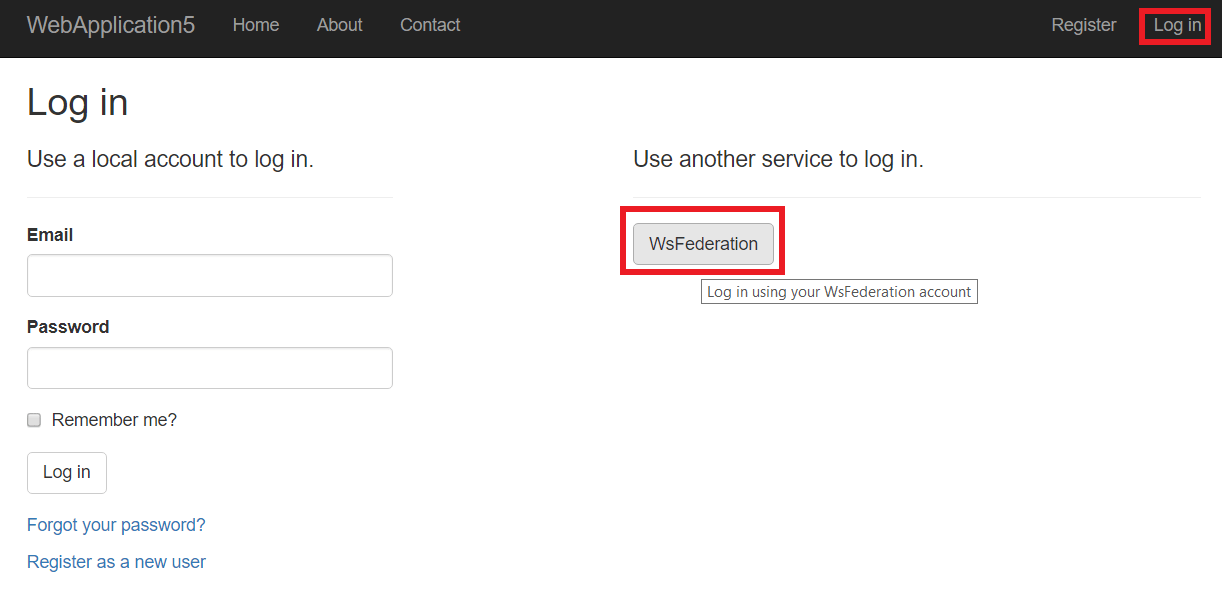 WebApplication5 Home About Contact Register Log in
Log in
Use a local account to log in.
Use another service to log in.
Email
WsFederation
Log in using your WsFederation account
Password
Remember me?
Log in
Forgot your password?
Register as a new user